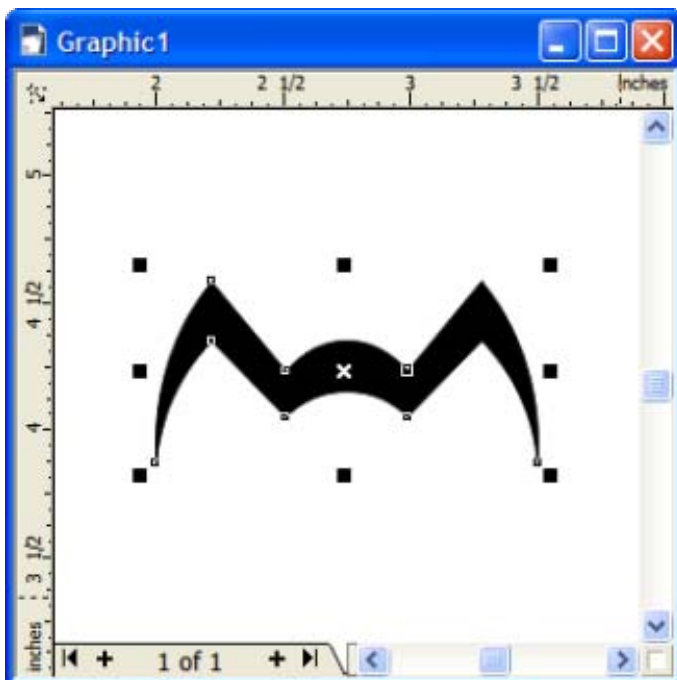 Graphic1
2 2 1/2 3 3 1/2 Inches
5
4 1/2
4
3 1/2
inches
1 of 1